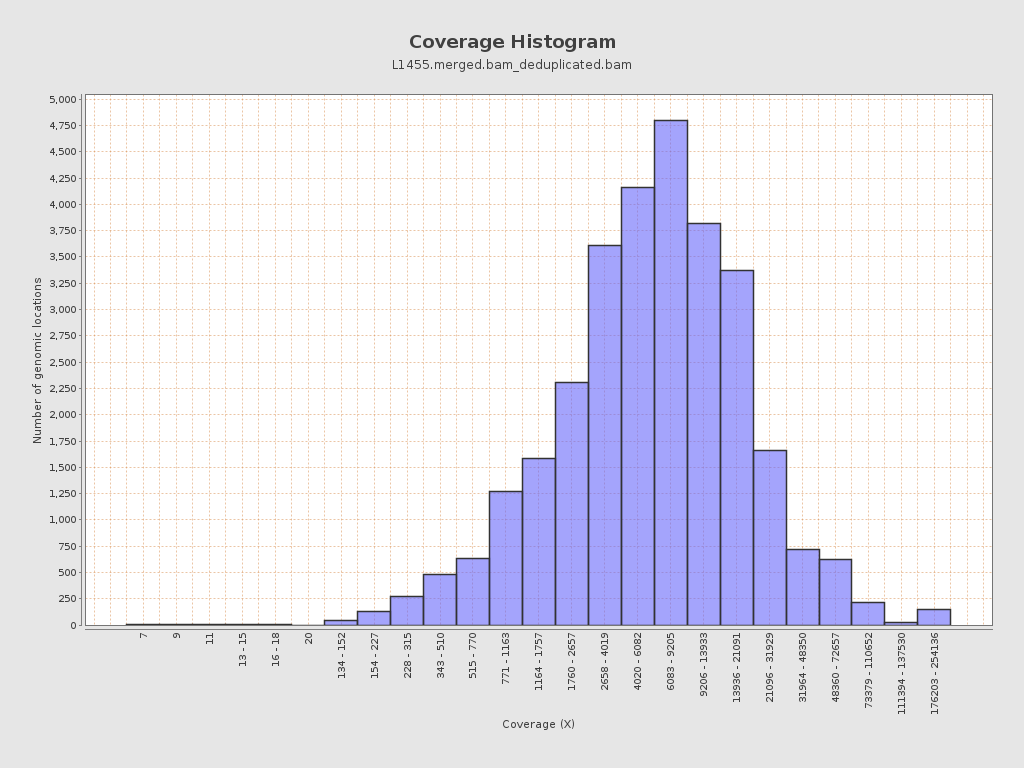 Coverage Histogram
L1455.merged.bam_deduplicated.bam
Number of genomic locations
5,000
4,750
4,500
4,250
4,000
3,750
3,500
3,250
3,000
2,750
2,500
2,250
2,000
1,750
1,500
1,250
1,000
750
500
250
0
7
9
11
13 - 15
16 - 18
20
134 - 152
154 - 227
228 - 315
343 - 510
515 - 770
771 - 1163
1164 - 1757
1760 - 2657
2658 - 4019
4020 - 6082
6083 - 9205
9206 - 13933
13936 - 21091
21096 - 31929
31964 - 48350
48360 - 72657
73379 - 110652
111394 - 137530
176203 - 254136
Coverage (X)